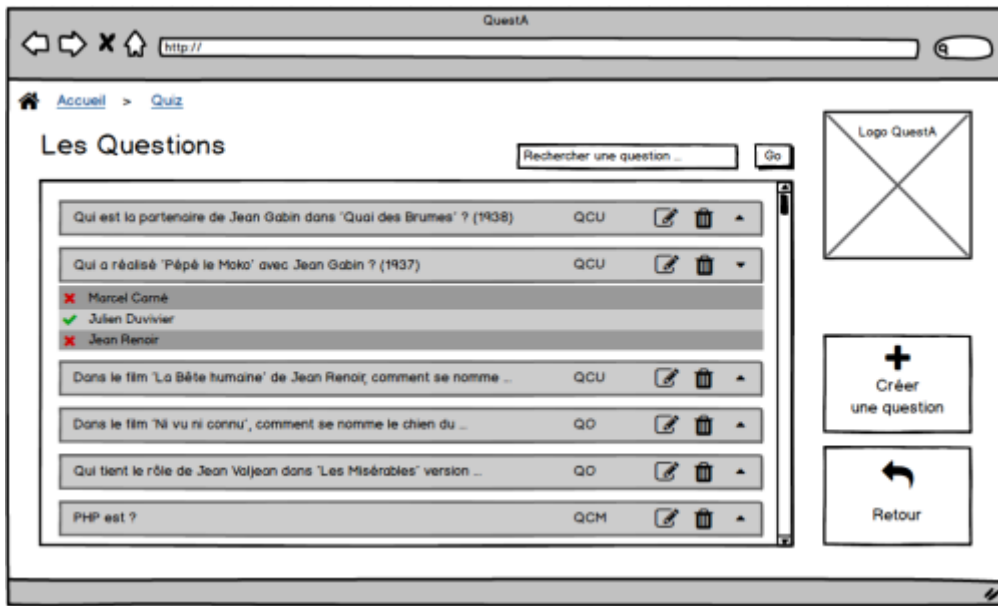 QuestA
http://
Accueil > Quiz
Les Questions
Rechercher une question ...
Go
Logo QuestA
Qui est la partenaire de Jean Gabin dans 'Quai des Brumes' ? (1938) QCU
Qui a réalisé 'Pépé le Moko' avec Jean Gabin ? (1937) QCU
Marcel Carné
Julien Duvivier
Jean Renoir
Dans le film 'La Bête humaine' de Jean Renoir, comment se nomme ... QCU
Dans le film 'Ni vu ni connu', comment se nomme le chien du ... QO
Qui tient le rôle de Jean Valjean dans 'Les Misérables' version ... QO
PHP est ? QCM
Créer
une question
Retour